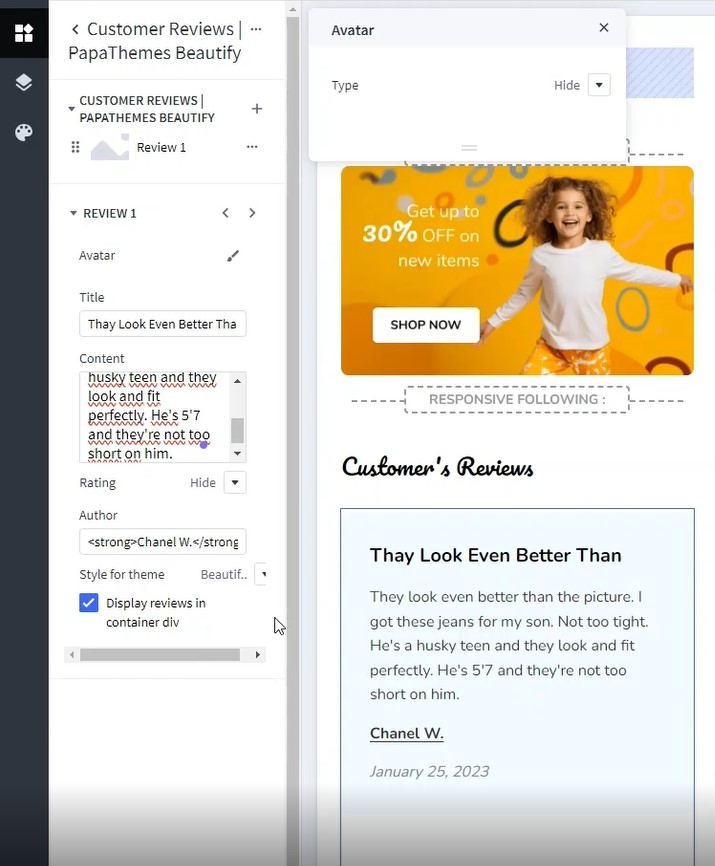 Customer Reviews |
PapaThemes Beautify
CUSTOMER REVIEWS |
PAPATHEMES BEAUTIFY
Review 1
REVIEW 1
Avatar
Title
Thay Look Even Better Tha
Content
husky teen and they
look and fit
perfectly. He's 5'7
and they're not too
short on him.
Rating
Hide
Author
<strong>Chanel W.</strong
Style for theme
Beautif..
Display reviews in
container div
Avatar
Type
Hide
Get up to
30% OFF on
new items
SHOP NOW
RESPONSIVE FOLLOWING :
Customer's Reviews
Thay Look Even Better Than
They look even better than the picture. I
got these jeans for my son. Not too tight.
He's a husky teen and they look and fit
perfectly. He's 5'7 and they're not too
short on him.
Chanel W.
January 25, 2023